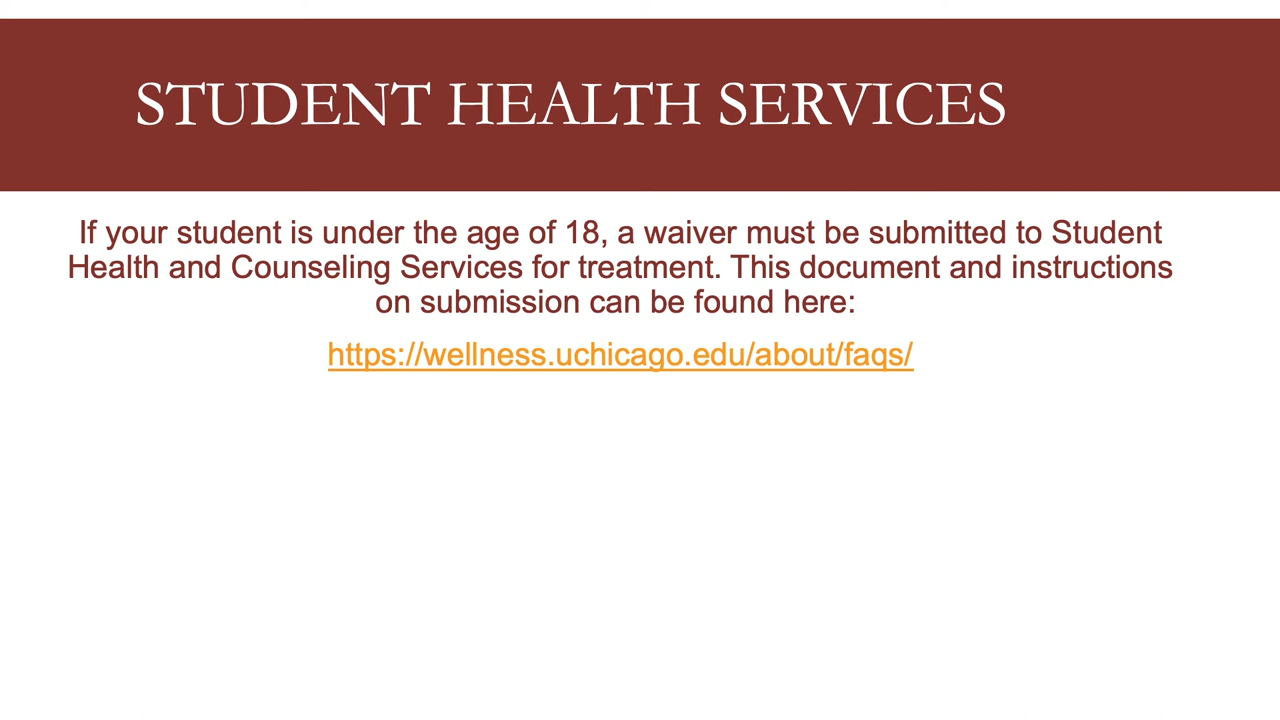 STUDENT HEALTH SERVICES
If your student is under the age of 18, a waiver must be submitted to Student
Health and Counseling Services for treatment. This document and instructions
on submission can be found here:
https://wellness.uchicago.edu/about/faqs/